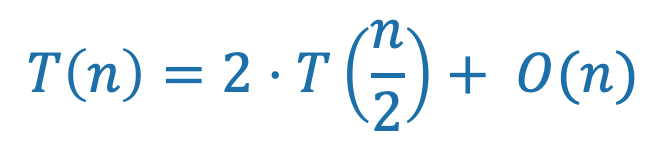 T(n) = 2 · T(n/2) + O(n)